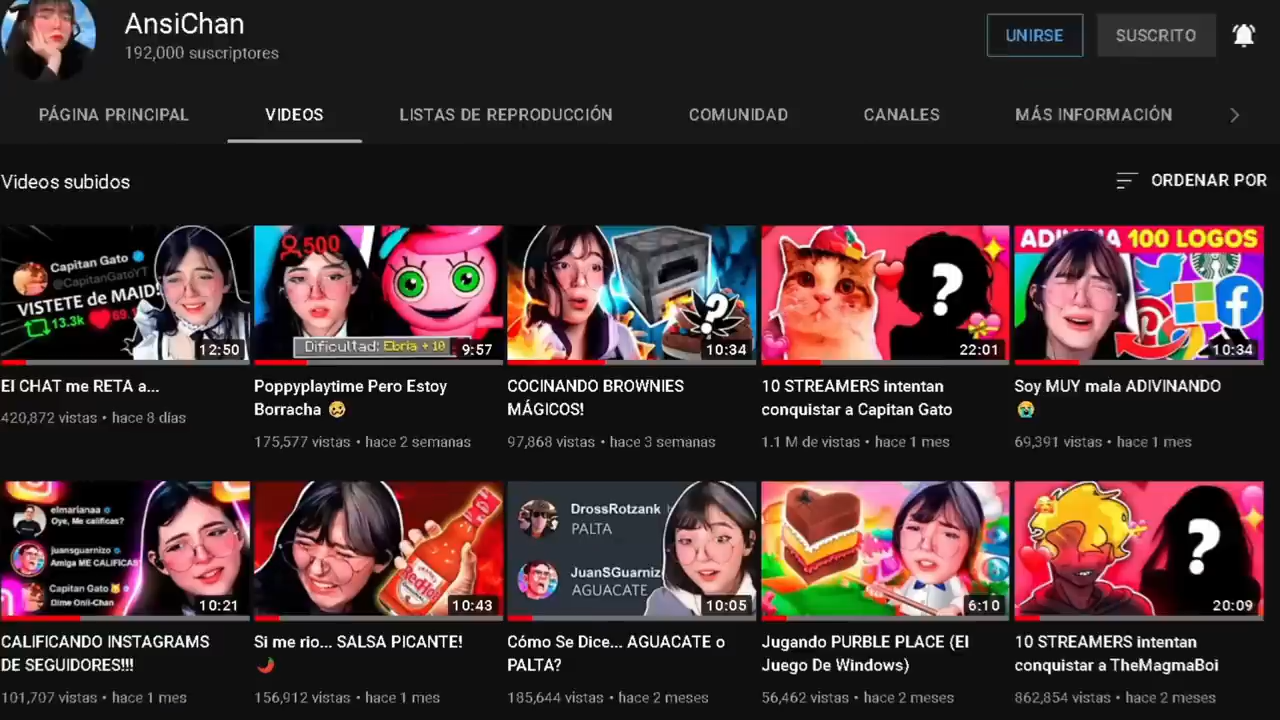 AnsiChan
192,000 suscriptores
UNIRSE
SUSCRITO
PÁGINA PRINCIPAL
VIDEOS
LISTAS DE REPRODUCCIÓN
COMUNIDAD
CANALES
MÁS INFORMACIÓN
Videos subidos
ORDENAR POR
Capitan Gato
@CapitanGatoYT
VISTETE de MAID!
13.3k
69.
12:50
500
Dificultad: Ebria +10
9:57
?
10:34
?
22:01
ADIVINA 100 LOGOS
10:34
El CHAT me RETA a...
420,872 vistas • hace 8 días
Poppyplaytime Pero Estoy
Borracha 🥴
175,577 vistas • hace 2 semanas
COCINANDO BROWNIES
MÁGICOS!
97,868 vistas • hace 3 semanas
10 STREAMERS intentan
conquistar a Capitan Gato
1.1 M de vistas • hace 1 mes
Soy MUY mala ADIVINANDO
😭
69,391 vistas • hace 1 mes
elmarianaa
Oye, Me calificas?
juansguarnizo
Amiga ME CALIFICAS
Capitan Gato
Dime Onii-Chan
10:21
RedHot
10:43
DrossRotzank
PALTA
JuanSGuarniz
AGUACATE
10:05
6:10
?
20:09
CALIFICANDO INSTAGRAMS
DE SEGUIDORES!!!
101,707 vistas • hace 1 mes
Si me rio... SALSA PICANTE!
🌶️
156,912 vistas • hace 1 mes
Cómo Se Dice... AGUACATE o
PALTA?
185,644 vistas • hace 2 meses
Jugando PURBLE PLACE (El
Juego De Windows)
56,462 vistas • hace 2 meses
10 STREAMERS intentan
conquistar a TheMagmaBoi
862,854 vistas • hace 2 meses